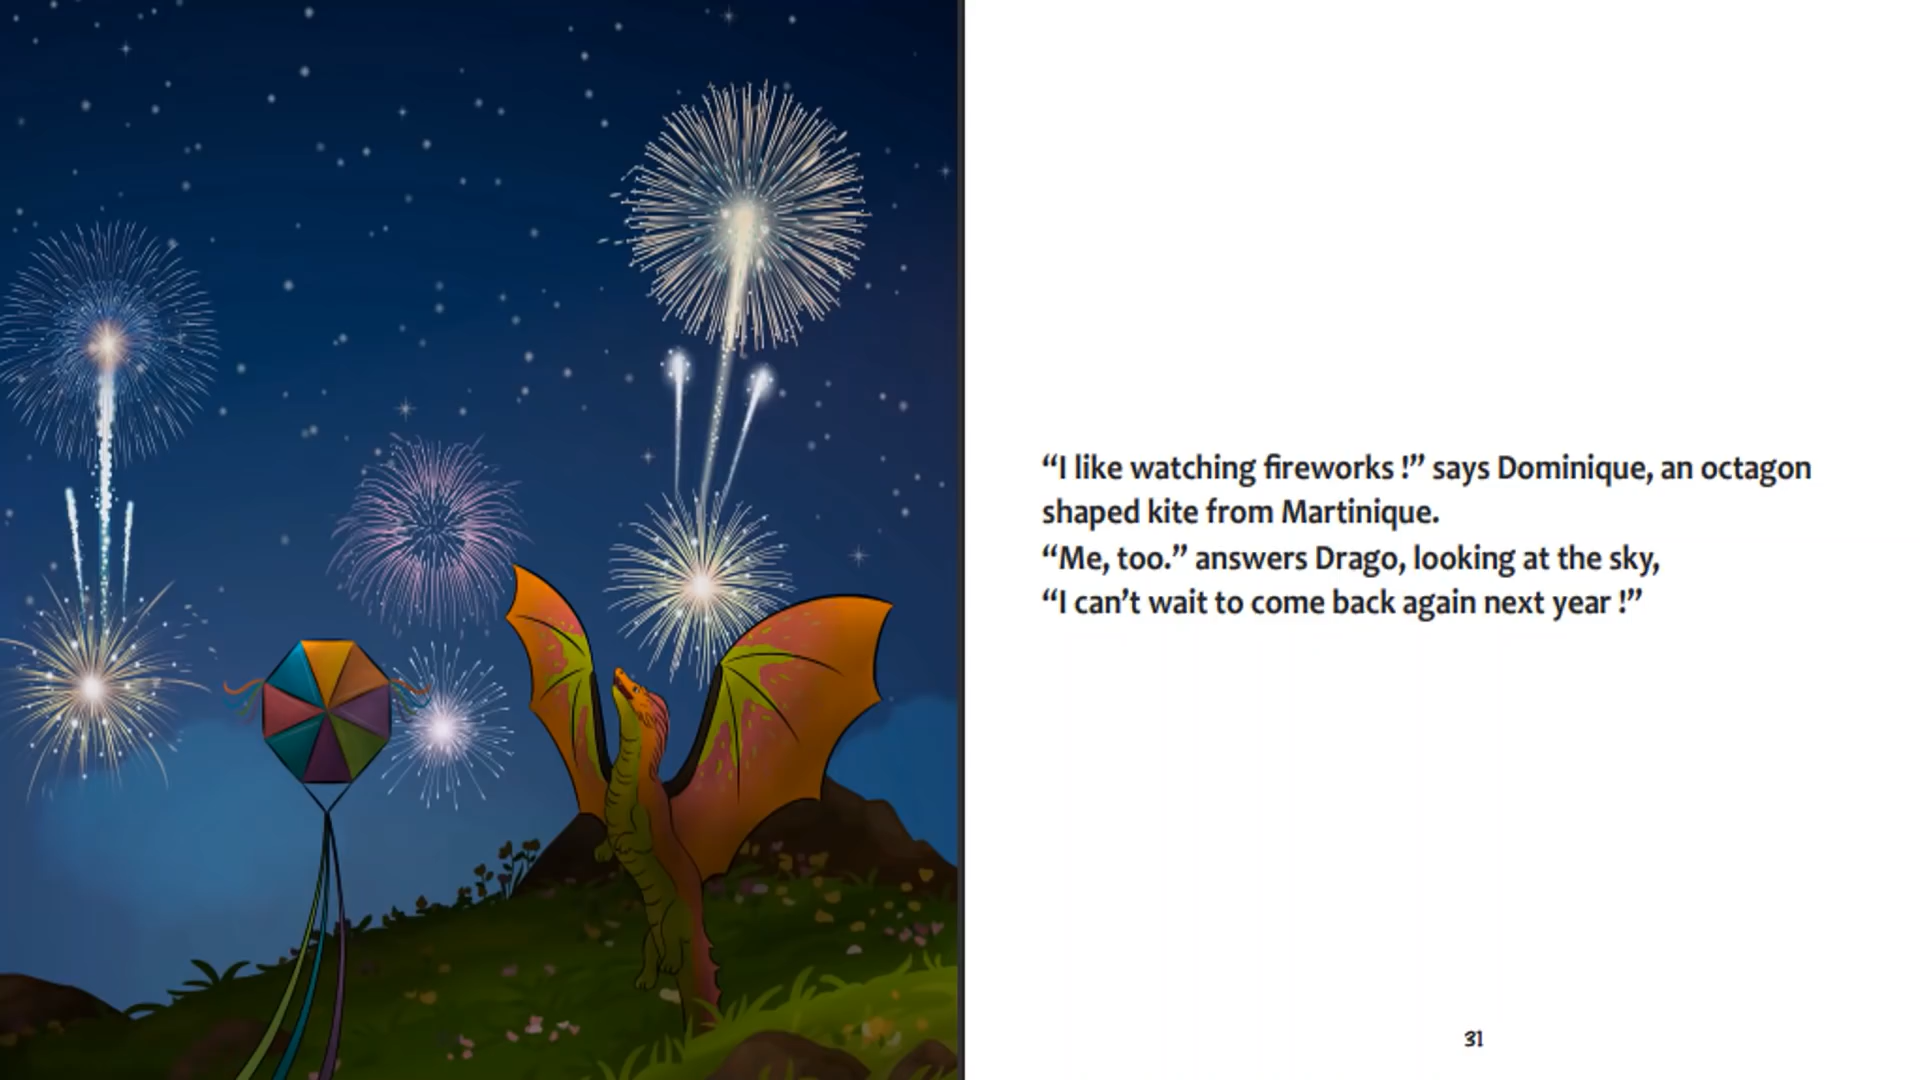 “I like watching fireworks !” says Dominique, an octagon
shaped kite from Martinique.
“Me, too.” answers Drago, looking at the sky,
“I can’t wait to come back again next year !”
31